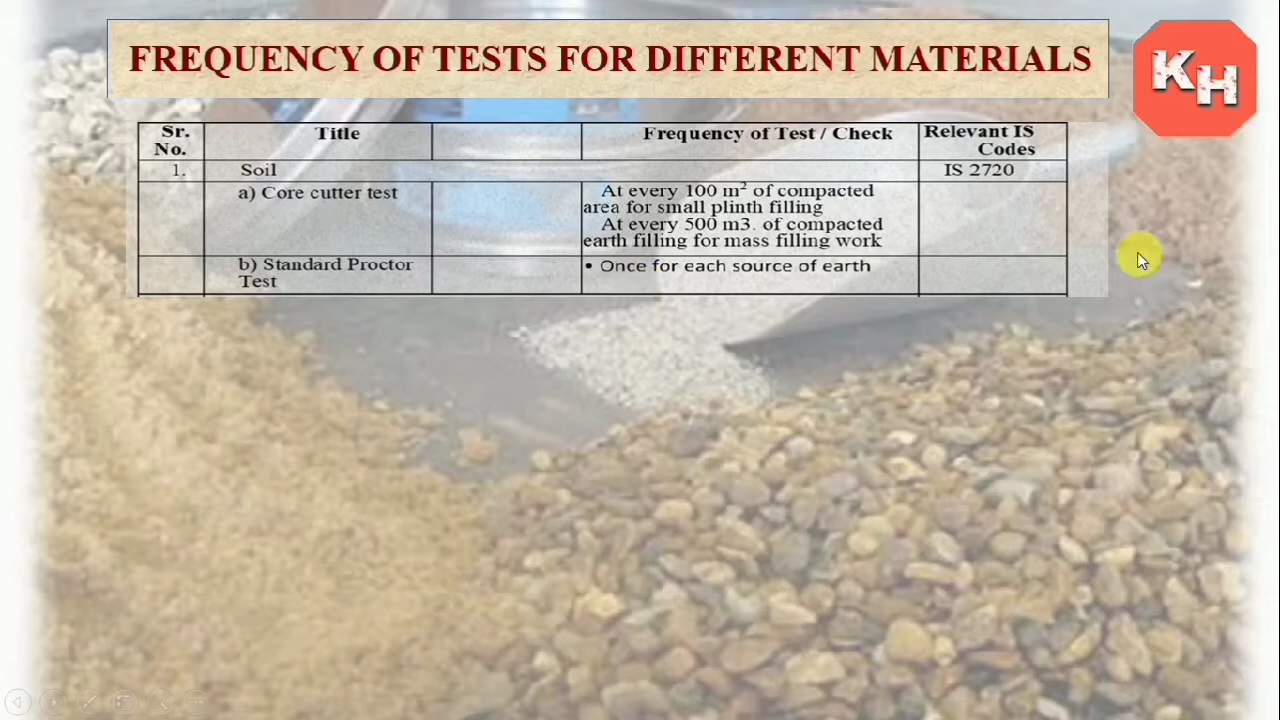 FREQUENCY OF TESTS FOR DIFFERENT MATERIALS
KH
Sr. No. Title Frequency of Test / Check Relevant IS Codes
1. Soil IS 2720
a) Core cutter test
At every 100 m² of compacted
area for small plinth filling
At every 500 m3. of compacted
earth filling for mass filling work
b) Standard Proctor
Test
• Once for each source of earth